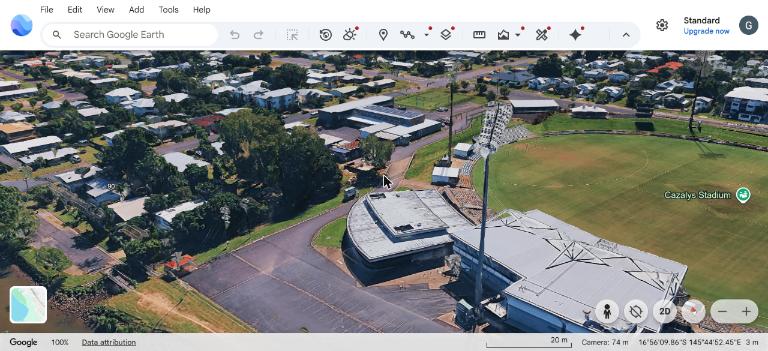 File Edit View Add Tools Help
Search Google Earth
Standard
Upgrade now
G
Cazalys Stadium
2D
Google 100% Data attribution 20 m Camera: 74 m 16°56'09.86"S 145°44'52.45"E 3 m